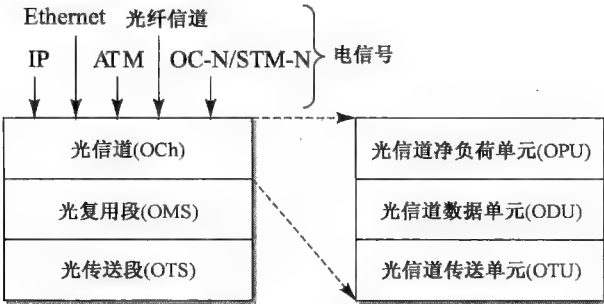 Ethernet 光纤信道
IP ATM OC-N/STM-N 电信号
光信道(OCh)
光复用段(OMS)
光传送段(OTS)
光信道净负荷单元(OPU)
光信道数据单元(ODU)
光信道传送单元(OTU)